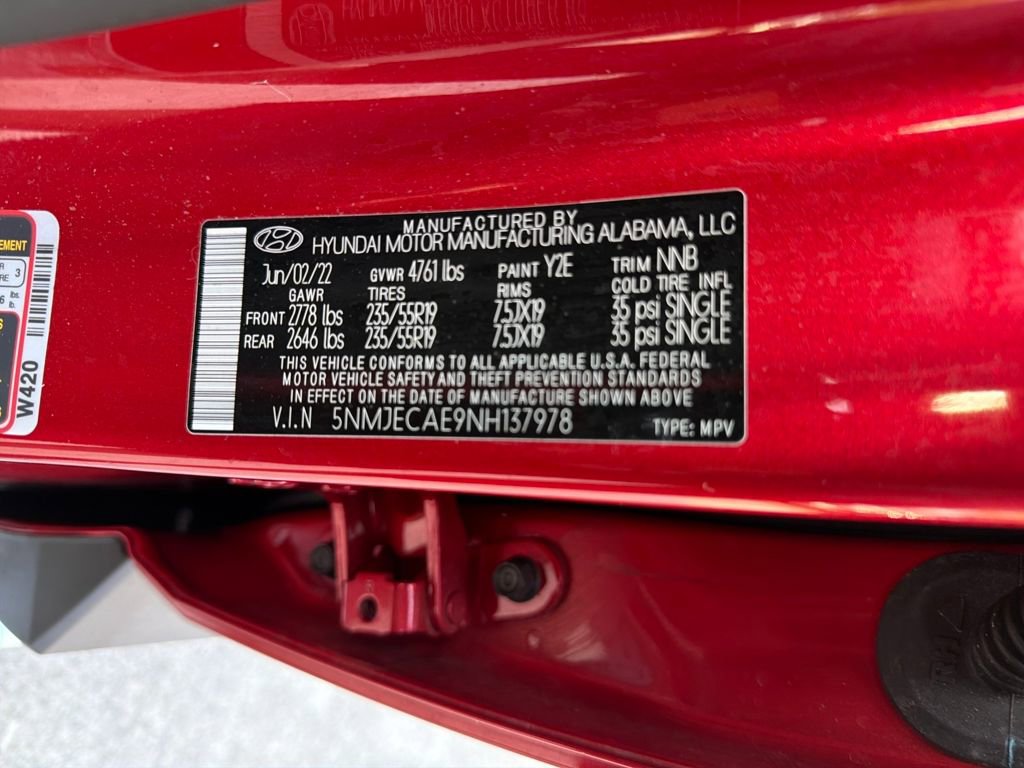 MANUFACTURED BY
HYUNDAI MOTOR MANUFACTURING ALABAMA, LLC
Jun/02/22 GVWR 4761 lbs PAINT Y2E TRIM NNB
GAWR TIRES RIMS COLD TIRE INFL
FRONT 2778 lbs 235/55R19 7.5JX19 35 psi SINGLE
REAR 2646 lbs 235/55R19 7.5JX19 35 psi SINGLE
THIS VEHICLE CONFORMS TO ALL APPLICABLE U.S.A. FEDERAL
MOTOR VEHICLE SAFETY AND THEFT PREVENTION STANDARDS
IN EFFECT ON THE DATE OF MANUFACTURE SHOWN ABOVE
V.I.N 5NMJECAE9NH137978 TYPE: MPV
W420
RH